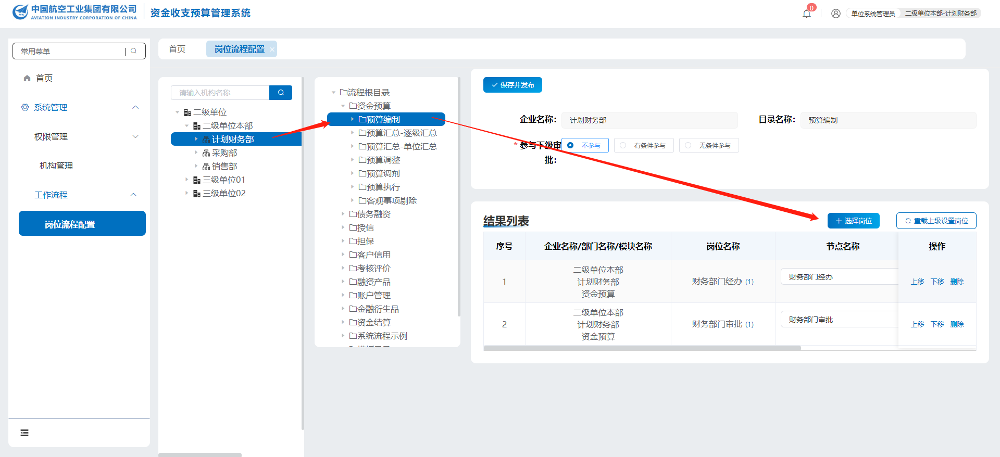 中国航空工业集团有限公司
AVIATION INDUSTRY CORPORATION OF CHINA
资金收支预算管理系统
0
单位系统管理员
二级单位本部-计划财务部
常用菜单
首页
系统管理
权限管理
机构管理
工作流程
岗位流程配置
首页
岗位流程配置
请输入机构名称
二级单位
二级单位本部
计划财务部
采购部
销售部
三级单位01
三级单位02
流程根目录
资金预算
预算编制
预算汇总-逐级汇总
预算汇总-单位汇总
预算调整
预算调剂
预算执行
客观事项剔除
债务融资
授信
担保
客户信用
考核评价
融资产品
账户管理
金融衍生品
资金结算
系统流程示例
保存并发布
企业名称： 计划财务部
目录名称： 预算编制
* 参与下级审批： 不参与 有条件参与 无条件参与
结果列表
选择岗位
重载上级设置岗位
序号 企业名称/部门名称/模块名称 岗位名称 节点名称 操作
1
二级单位本部
计划财务部
资金预算
财务部门经办 (1)
财务部门经办
上移 下移 删除
2
二级单位本部
计划财务部
资金预算
财务部门审批 (1)
财务部门审批
上移 下移 删除